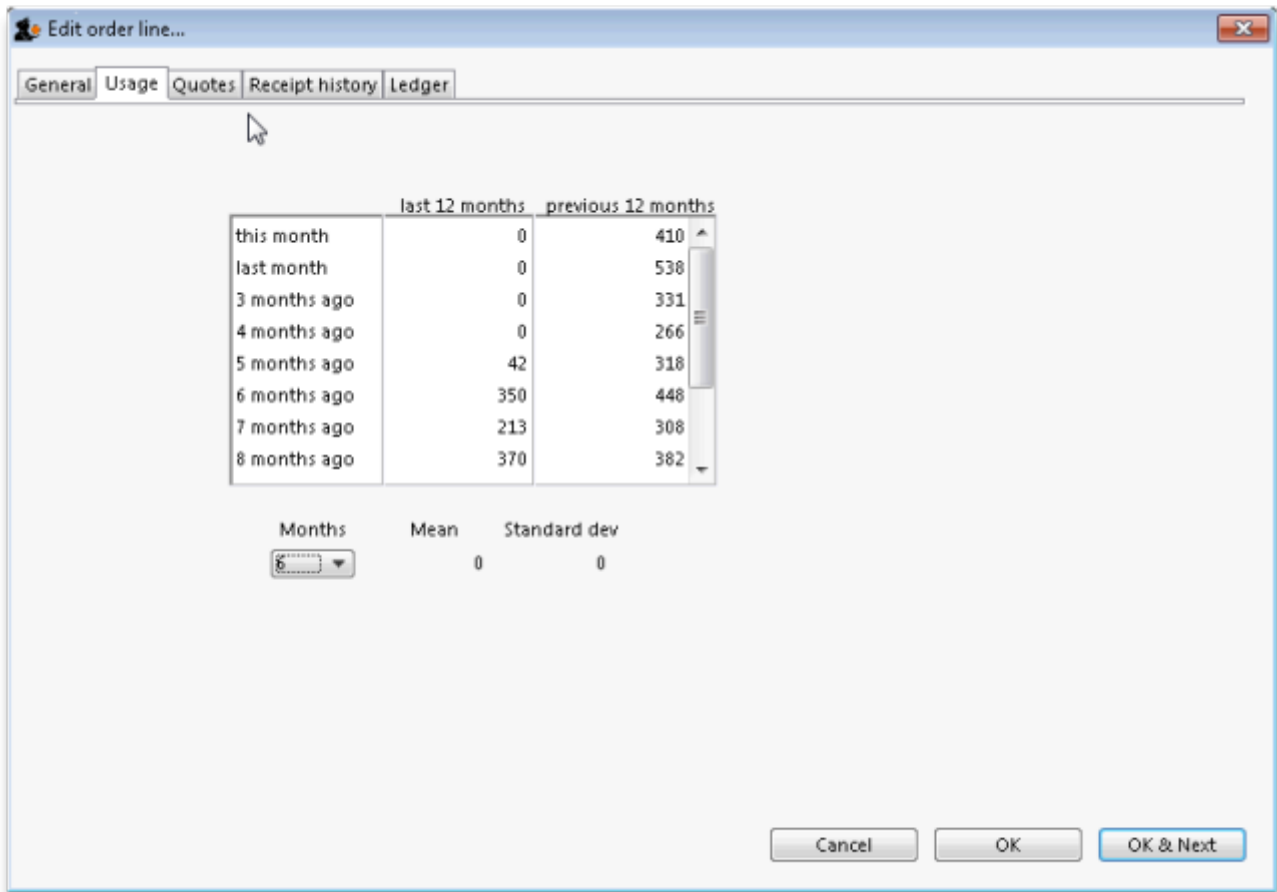 Edit order line...
General Usage Quotes Receipt history Ledger
last 12 months previous 12 months
this month 0 410
last month 0 538
3 months ago 0 331
4 months ago 0 266
5 months ago 42 318
6 months ago 350 448
7 months ago 213 308
8 months ago 370 382
Months Mean Standard dev
6 0 0
Cancel OK OK & Next